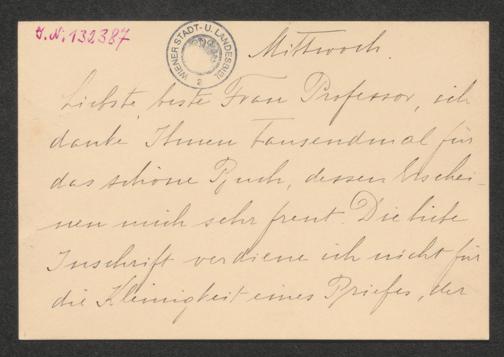 J.N. 132387
WIENER STADT- U. LANDESBIBL.
2
Mittwoch.
Liebste, beste Frau Professor, ich
danke Ihnen tausendmal für
das schöne Buch, dessen Erschei-
nen mich sehr freut. Die liebe
Inschrift verdiene ich nicht für
die Kleinigkeit eines Briefes, der